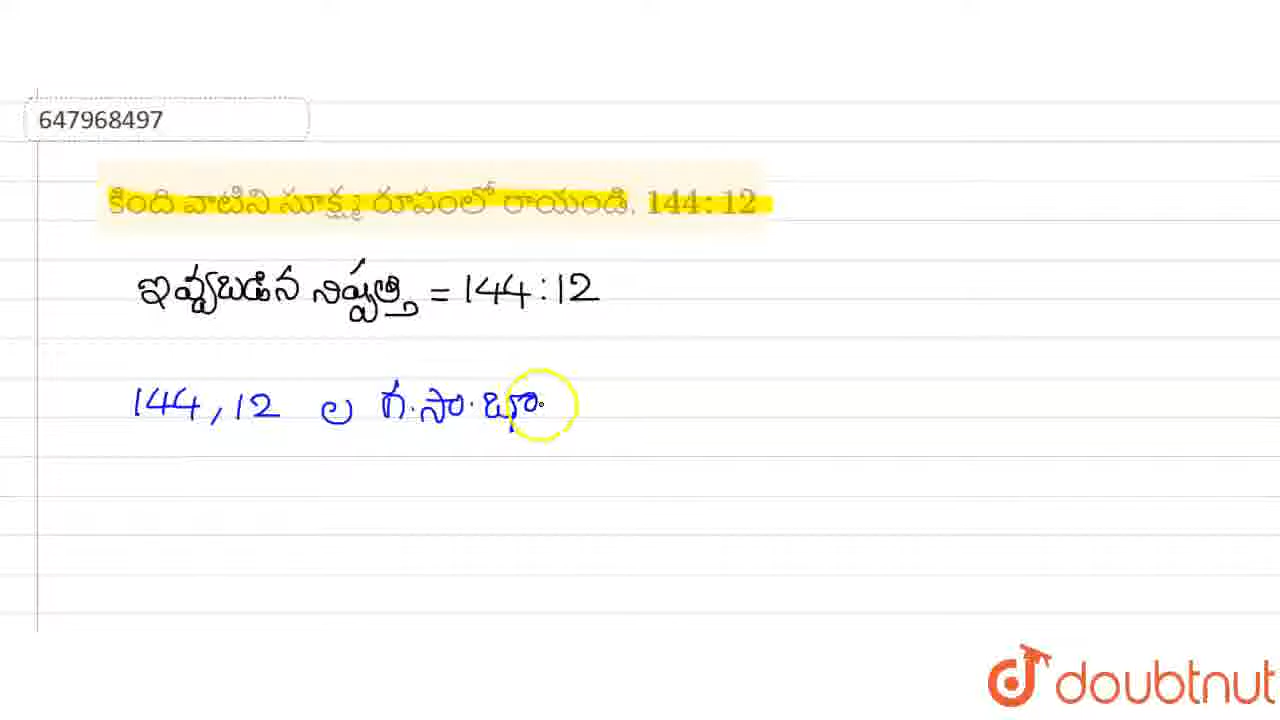 647968497
కింది వాటిని సూక్ష్మ రూపంలో రాయండి. 144:12
ఇవ్వబడిన నిష్పత్తి = 144:12
144, 12 ల గ.సా.భా.
doubtnut